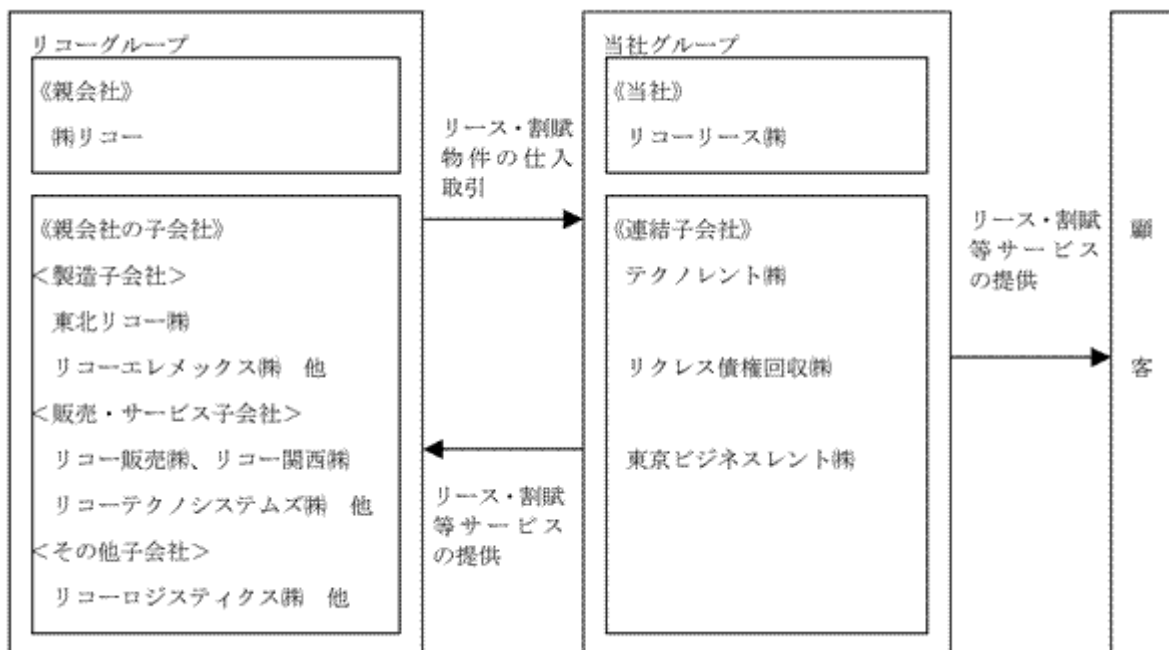 リコーグループ
《親会社》
㈱リコー
《親会社の子会社》
<製造子会社>
東北リコー㈱
リコーエレメックス㈱　他
<販売・サービス子会社>
リコー販売㈱、リコー関西㈱
リコーテクノシステムズ㈱　他
<その他子会社>
リコーロジスティクス㈱　他
リース・割賦
物件の仕入
取引
リース・割賦
等サービス
の提供
当社グループ
《当社》
リコーリース㈱
《連結子会社》
テクノレント㈱
リクレス債権回収㈱
東京ビジネスレント㈱
リース・割賦
等サービス
の提供
顧
客